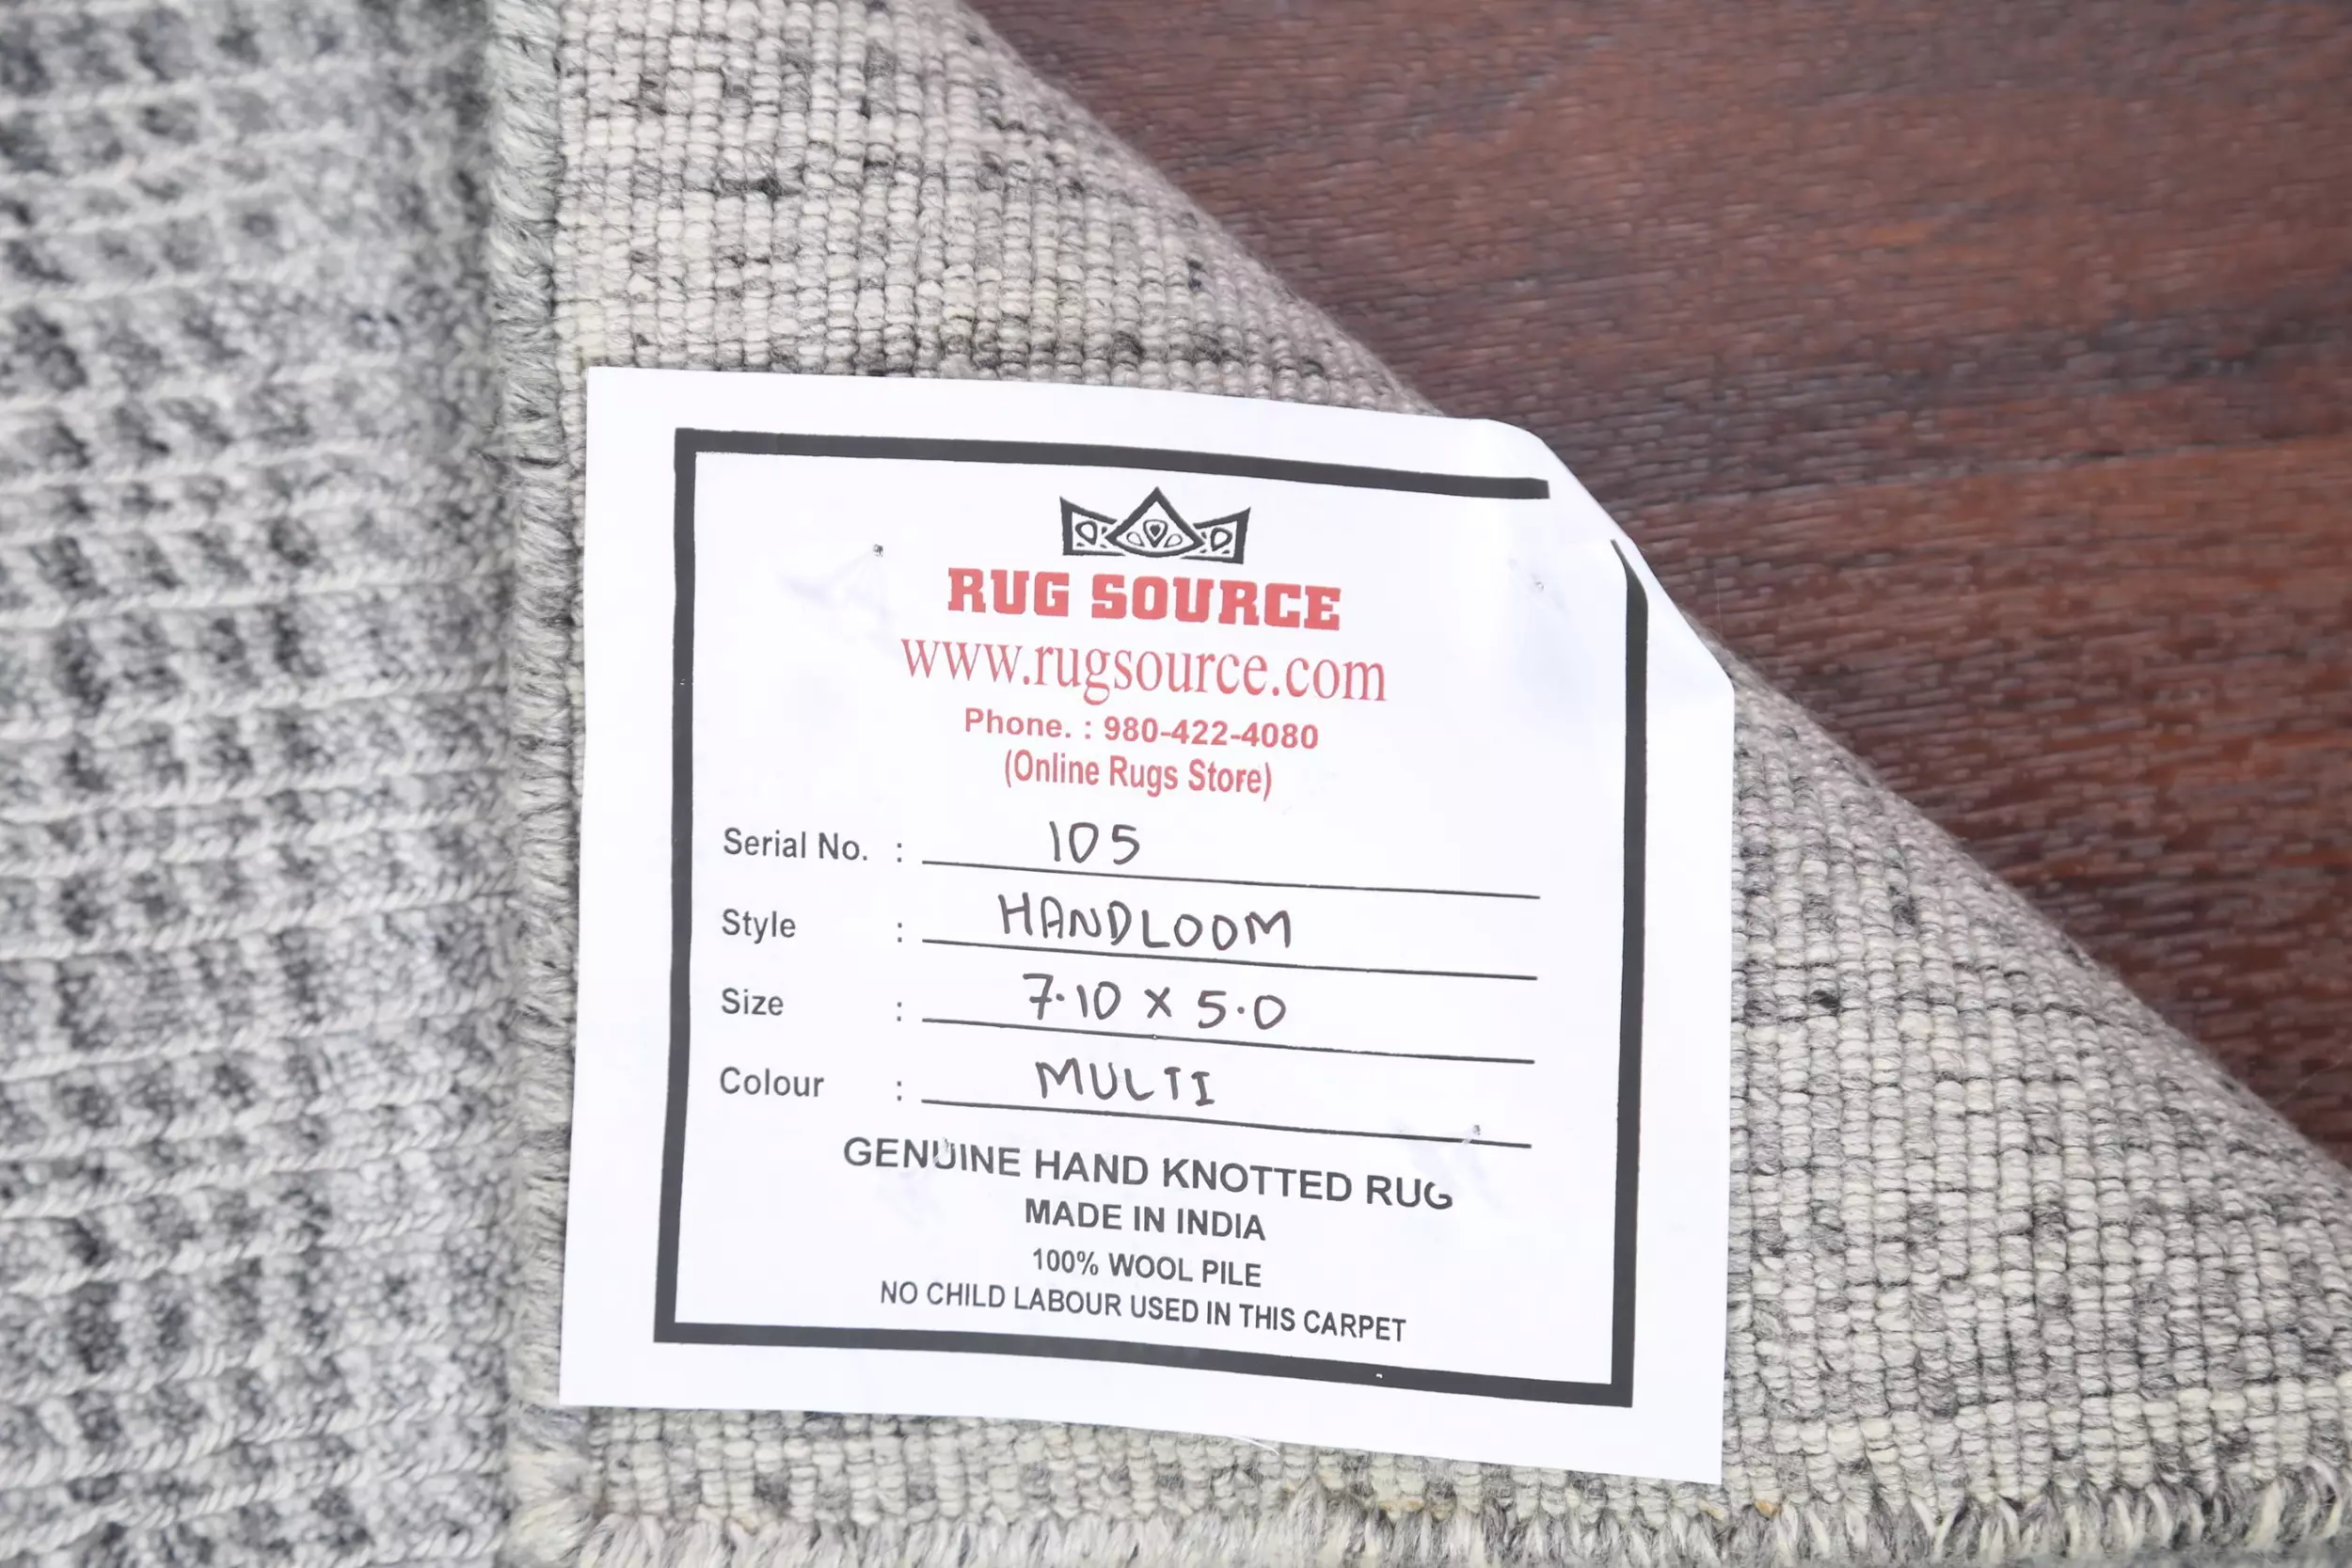 RUG SOURCE
www.rugsource.com
Phone. : 980-422-4080
(Online Rugs Store)
Serial No. : 105
Style : HANDLOOM
Size : 7.10 x 5.0
Colour : MULTI
GENUINE HAND KNOTTED RUG
MADE IN INDIA
100% WOOL PILE
NO CHILD LABOUR USED IN THIS CARPET